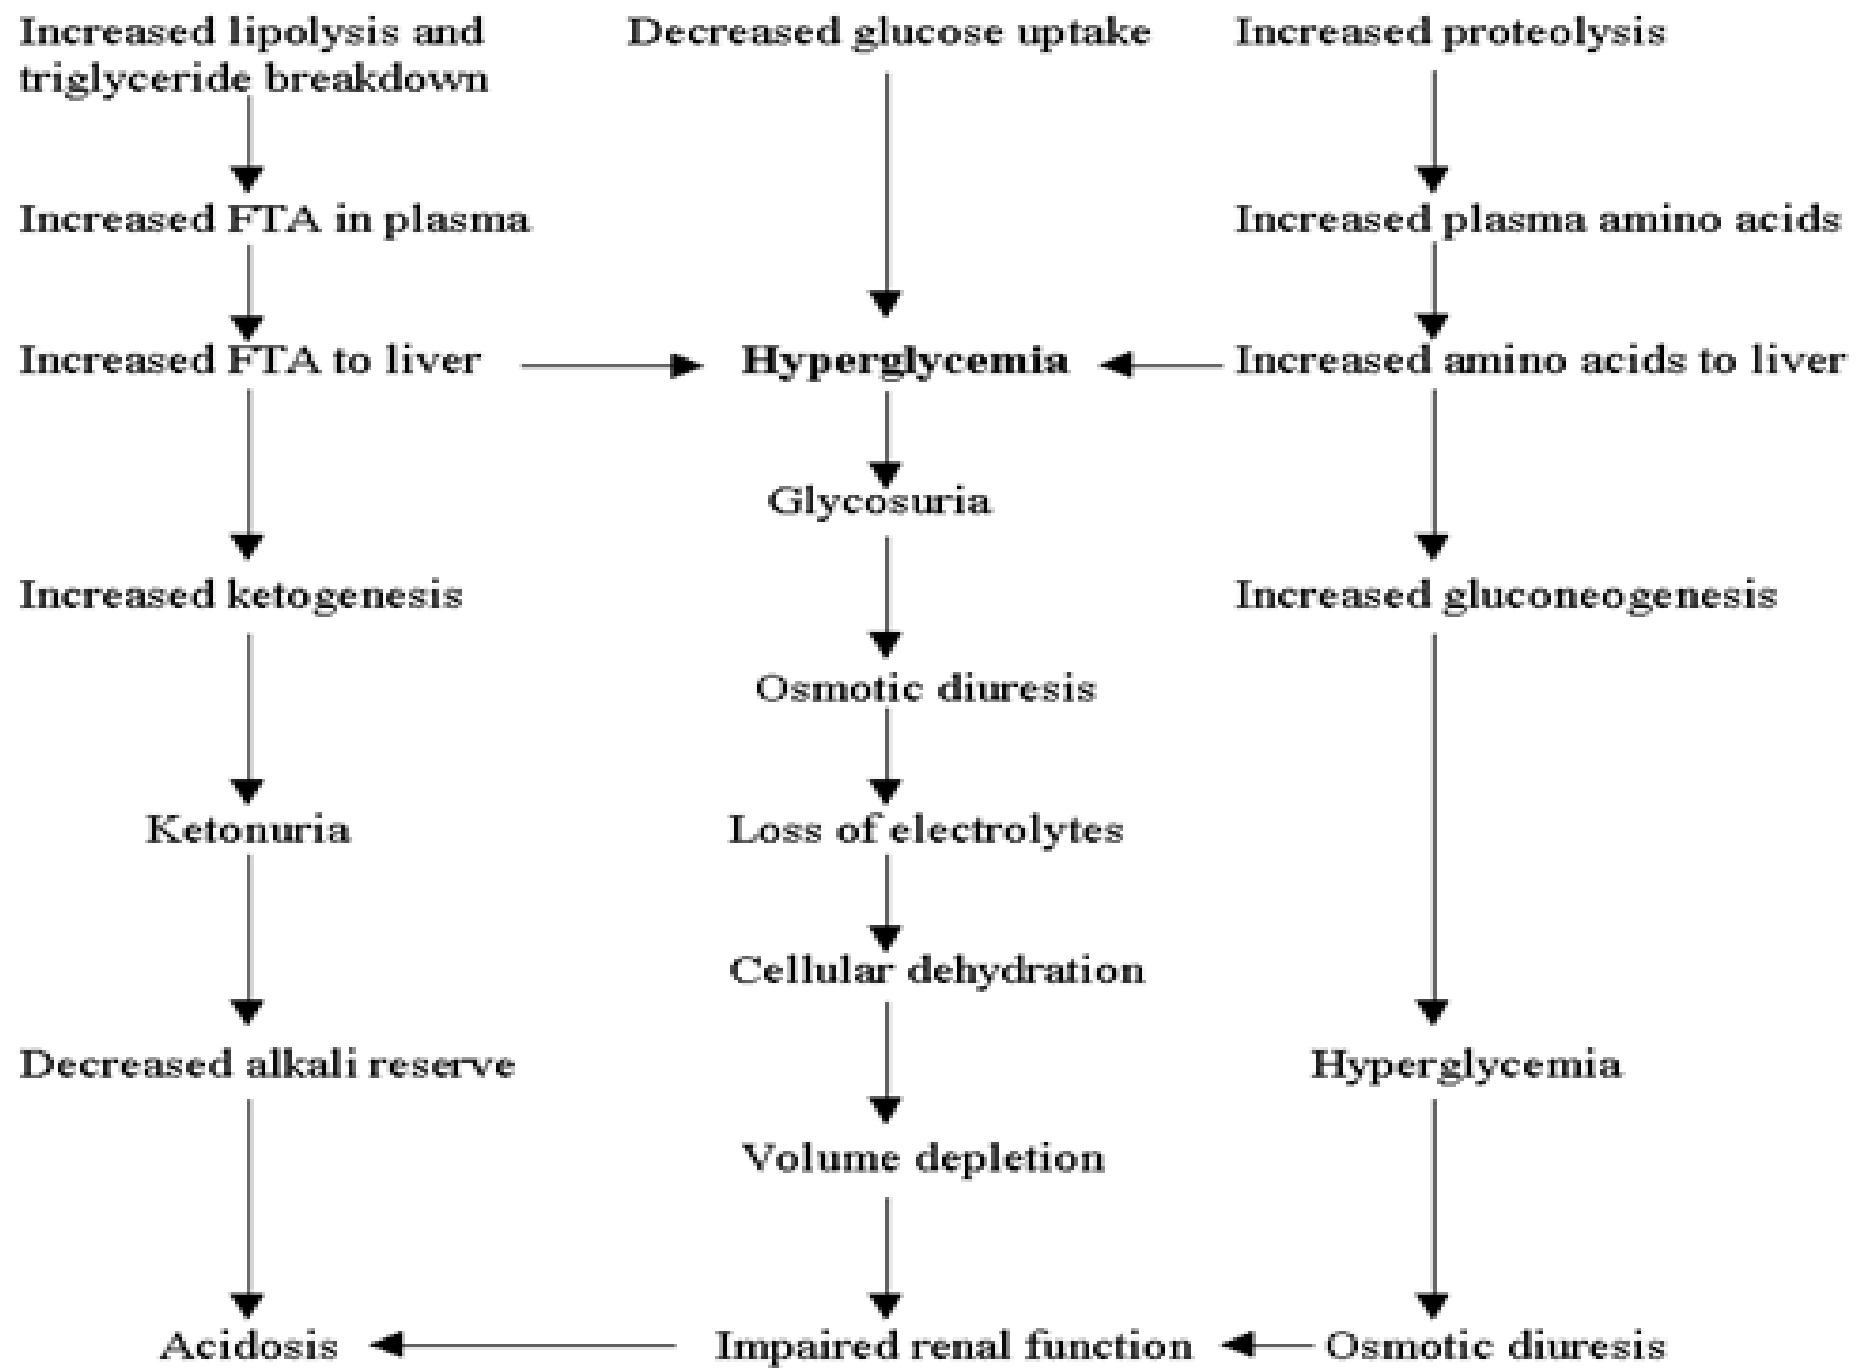 Increased lipolysis and
triglyceride breakdown
Decreased glucose uptake
Increased proteolysis
Increased FTA in plasma
Increased plasma amino acids
Increased FTA to liver
Hyperglycemia
Increased amino acids to liver
Glycosuria
Increased ketogenesis
Increased gluconeogenesis
Osmotic diuresis
Ketonuria
Loss of electrolytes
Cellular dehydration
Decreased alkali reserve
Hyperglycemia
Volume depletion
Acidosis
Impaired renal function
Osmotic diuresis